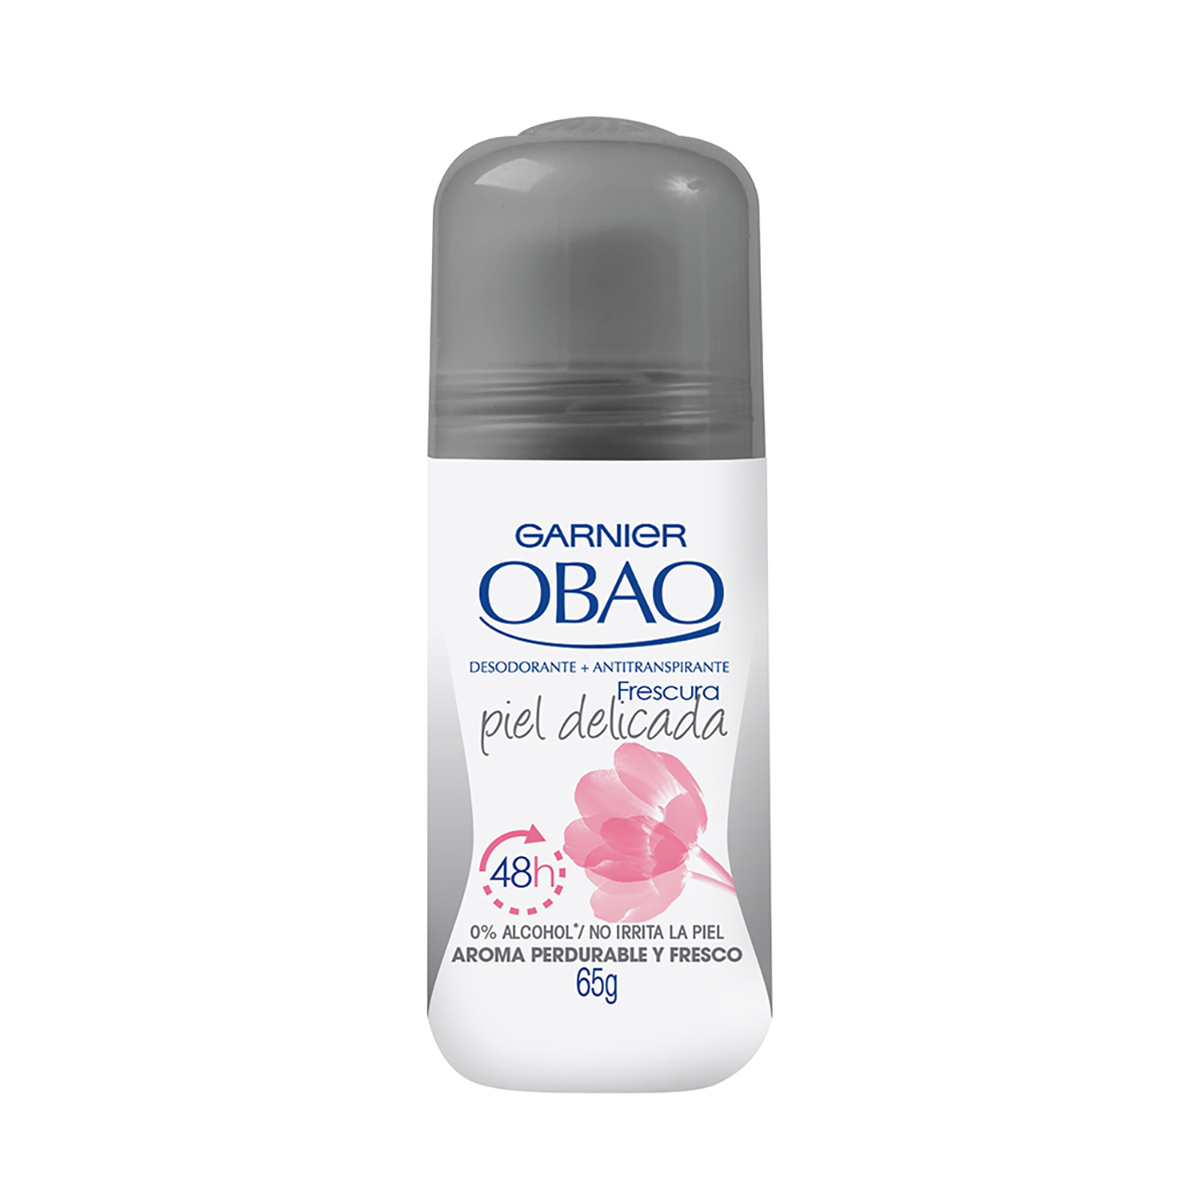 GARNIER
OBAO
DESODORANTE + ANTITRANSPIRANTE
Frescura
piel delicada
48h
0% ALCOHOL*/ NO IRRITA LA PIEL
AROMA PERDURABLE Y FRESCO
65g